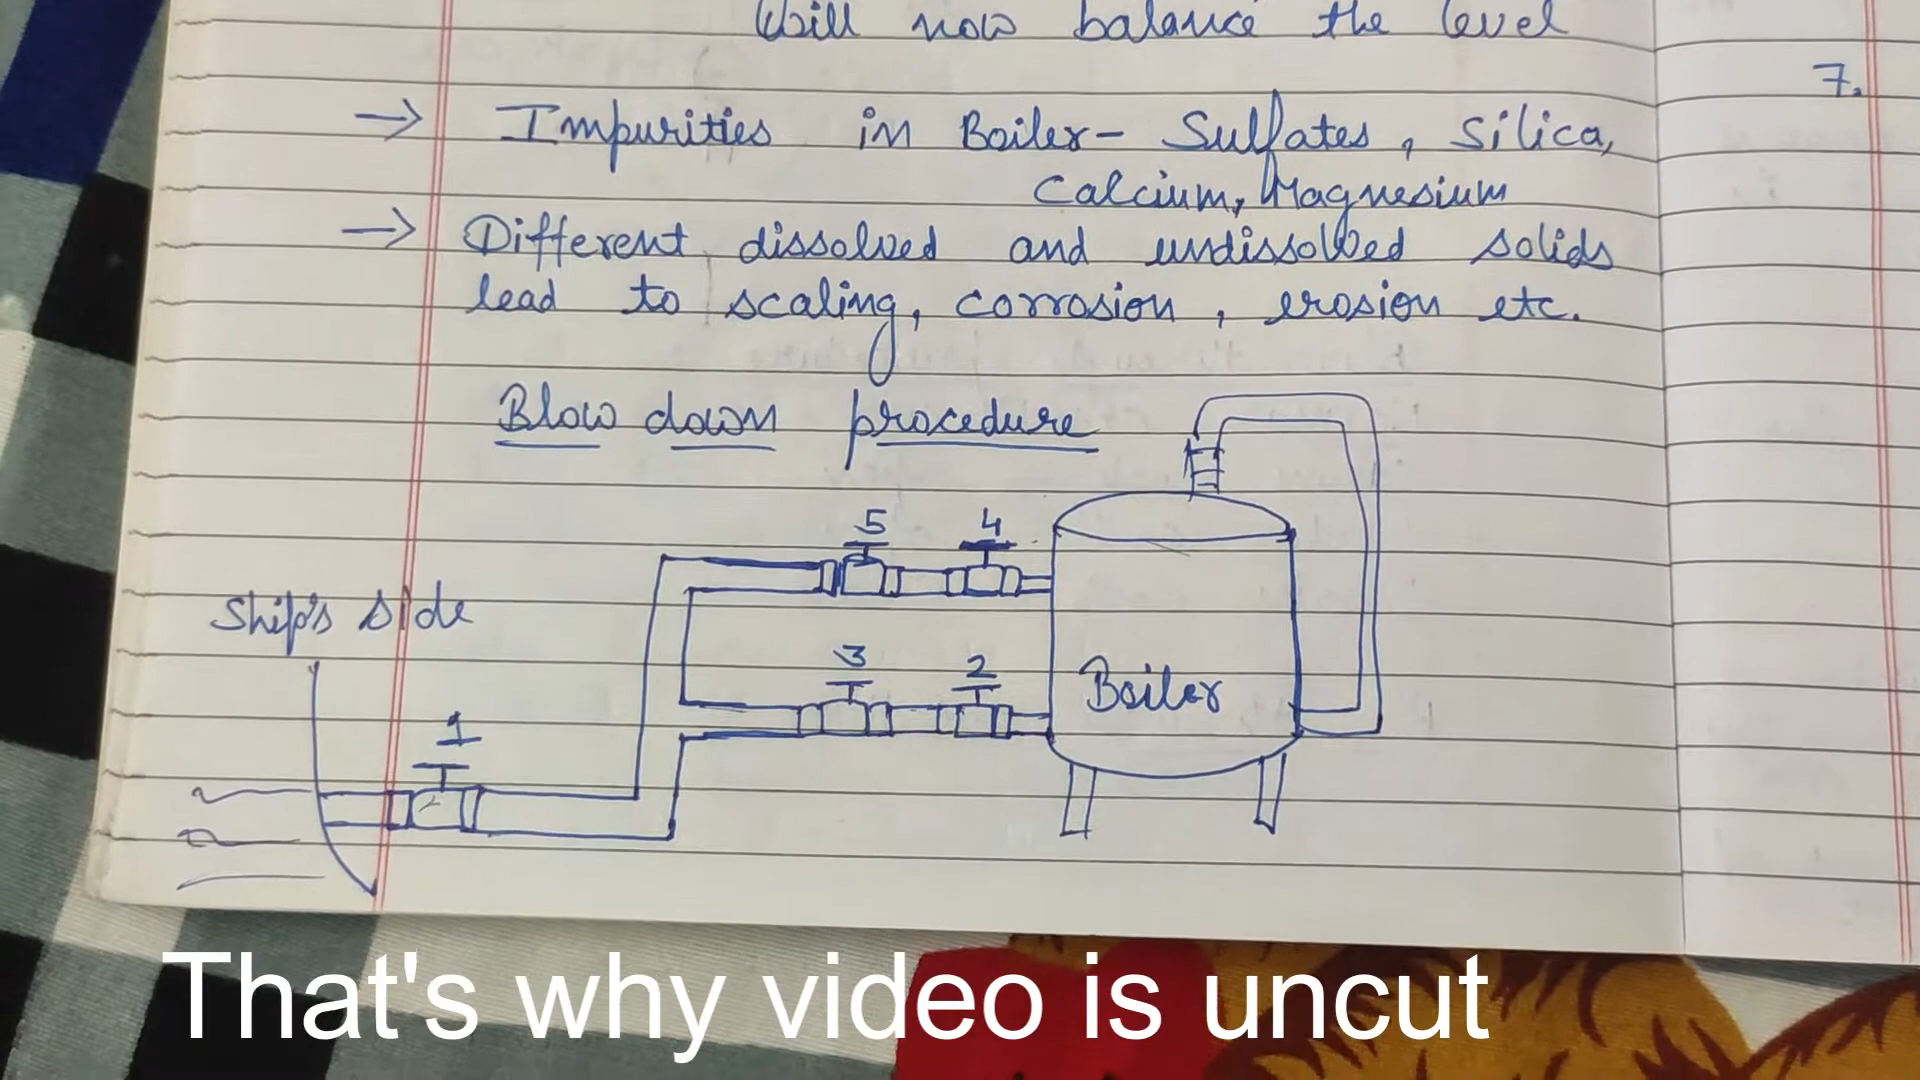 Will now balance the level
7.
→ Impurities in Boiler- Sulfates, Silica,
Calcium, Magnesium
→ Different dissolved and undissolved solids
lead to scaling, corrosion, erosion etc.
Blow down procedure
5 4
Ship's side
3 2
Boiler
1
That's why video is uncut